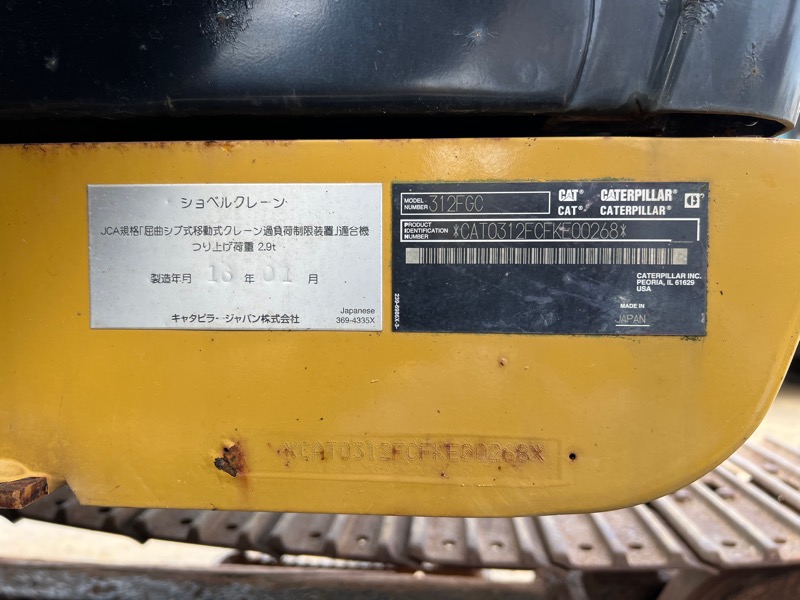 ショベルクレーン
JCA規格「屈曲ジブ式移動式クレーン過負荷制限装置」適合機
つり上げ荷重 2.9t
製造年月 16 年 01 月
キャタピラージャパン株式会社
Japanese
369-4335X
MODEL NUMBER 312FGC
CAT® CATERPILLAR®
CAT® CATERPILLAR®
PRODUCT IDENTIFICATION NUMBER *CAT0312FCFKE00268*
CATERPILLAR INC.
PEORIA, IL 61629
USA
MADE IN
JAPAN
*CAT0312FCFKE00268*